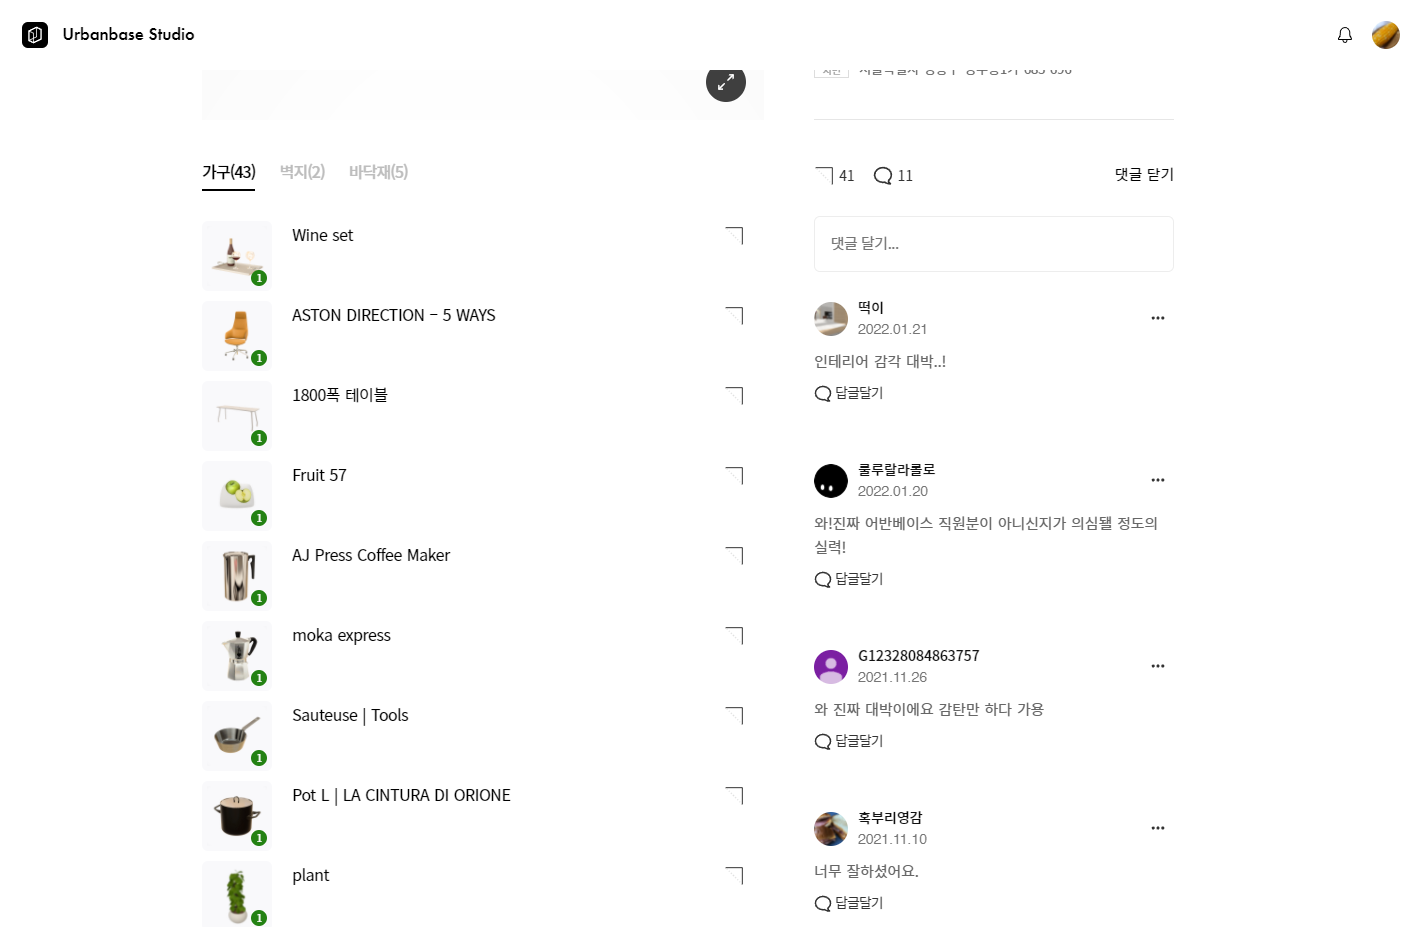 Urbanbase Studio
가구(43) 벽지(2) 바닥재(5)
Wine set
1
ASTON DIRECTION - 5 WAYS
1
1800폭 테이블
1
Fruit 57
1
AJ Press Coffee Maker
1
moka express
1
Sauteuse | Tools
1
Pot L | LA CINTURA DI ORIONE
1
plant
1
41 11 댓글 닫기
댓글 달기...
떡이
2022.01.21
인테리어 감각 대박..!
답글달기
룰루랄라롤로
2022.01.20
와!진짜 어반베이스 직원분이 아니신지가 의심됄 정도의
실력!
답글달기
G12328084863757
2021.11.26
와 진짜 대박이에요 감탄만 하다 가용
답글달기
혹부리영감
2021.11.10
너무 잘하셨어요.
답글달기